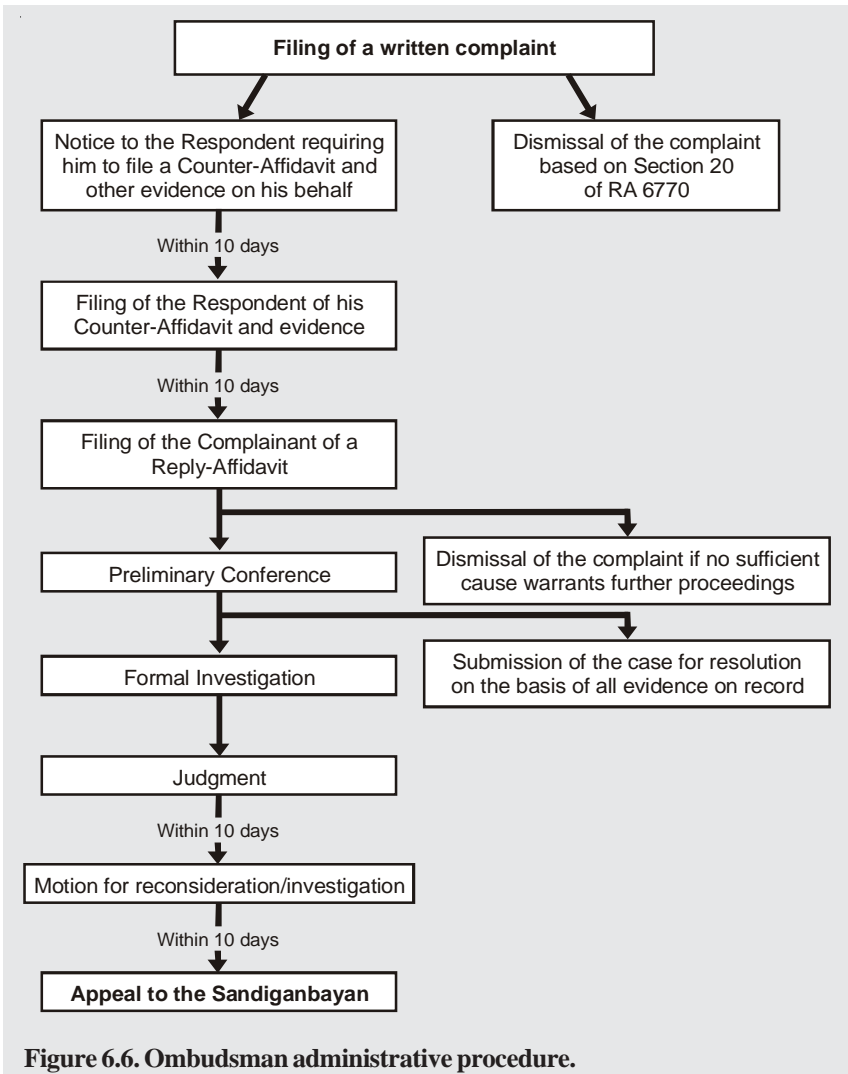 Filing of a written complaint
Notice to the Respondent requiring
him to file a Counter-Affidavit and
other evidence on his behalf
Dismissal of the complaint
based on Section 20
of RA 6770
Within 10 days
Filing of the Respondent of his
Counter-Affidavit and evidence
Within 10 days
Filing of the Complainant of a
Reply-Affidavit
Preliminary Conference
Dismissal of the complaint if no sufficient
cause warrants further proceedings
Formal Investigation
Submission of the case for resolution
on the basis of all evidence on record
Judgment
Within 10 days
Motion for reconsideration/investigation
Within 10 days
Appeal to the Sandiganbayan
Figure 6.6. Ombudsman administrative procedure.